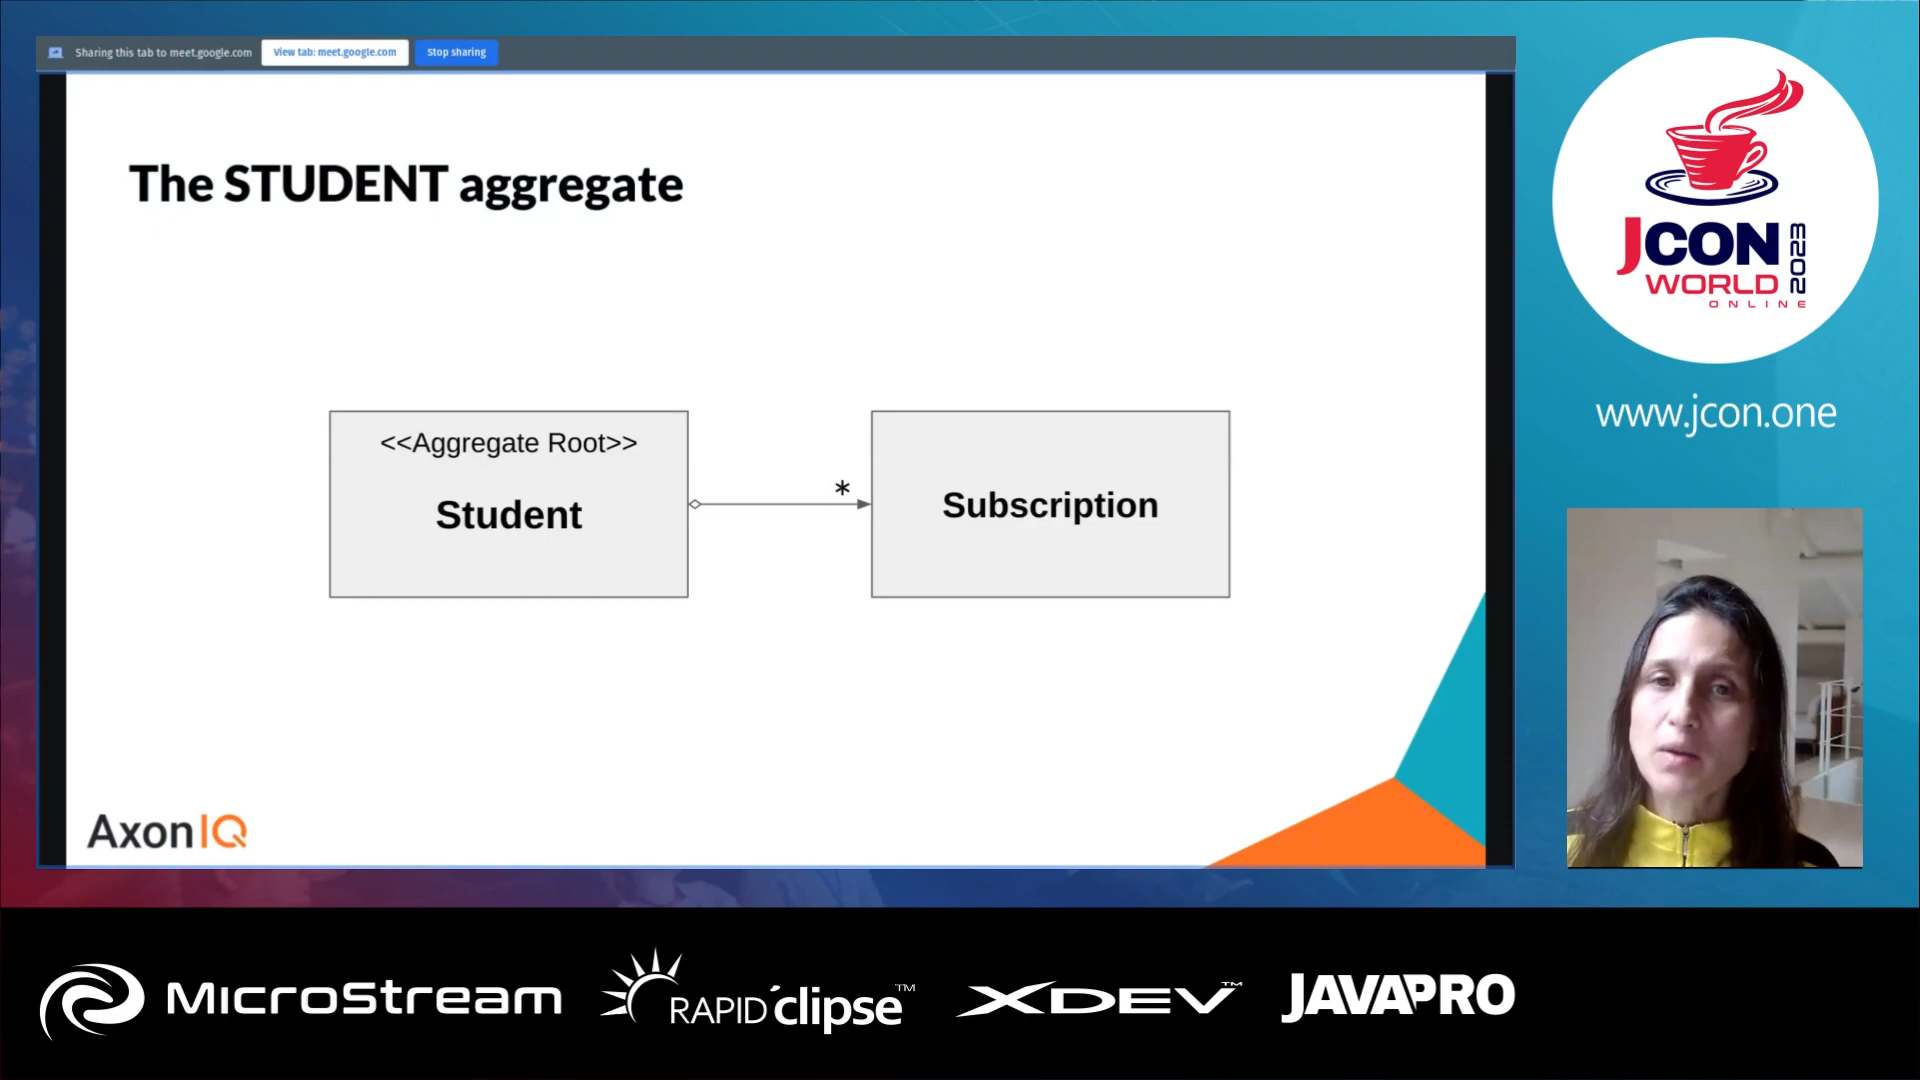 Sharing this tab to meet.google.com View tab: meet.google.com Stop sharing
The STUDENT aggregate
<<Aggregate Root>>
Student
*
Subscription
AxonIQ
JCON
WORLD
ONLINE
2023
www.jcon.one
MicroStream
RAPIDclipse™
XDEV™
JAVAPRO